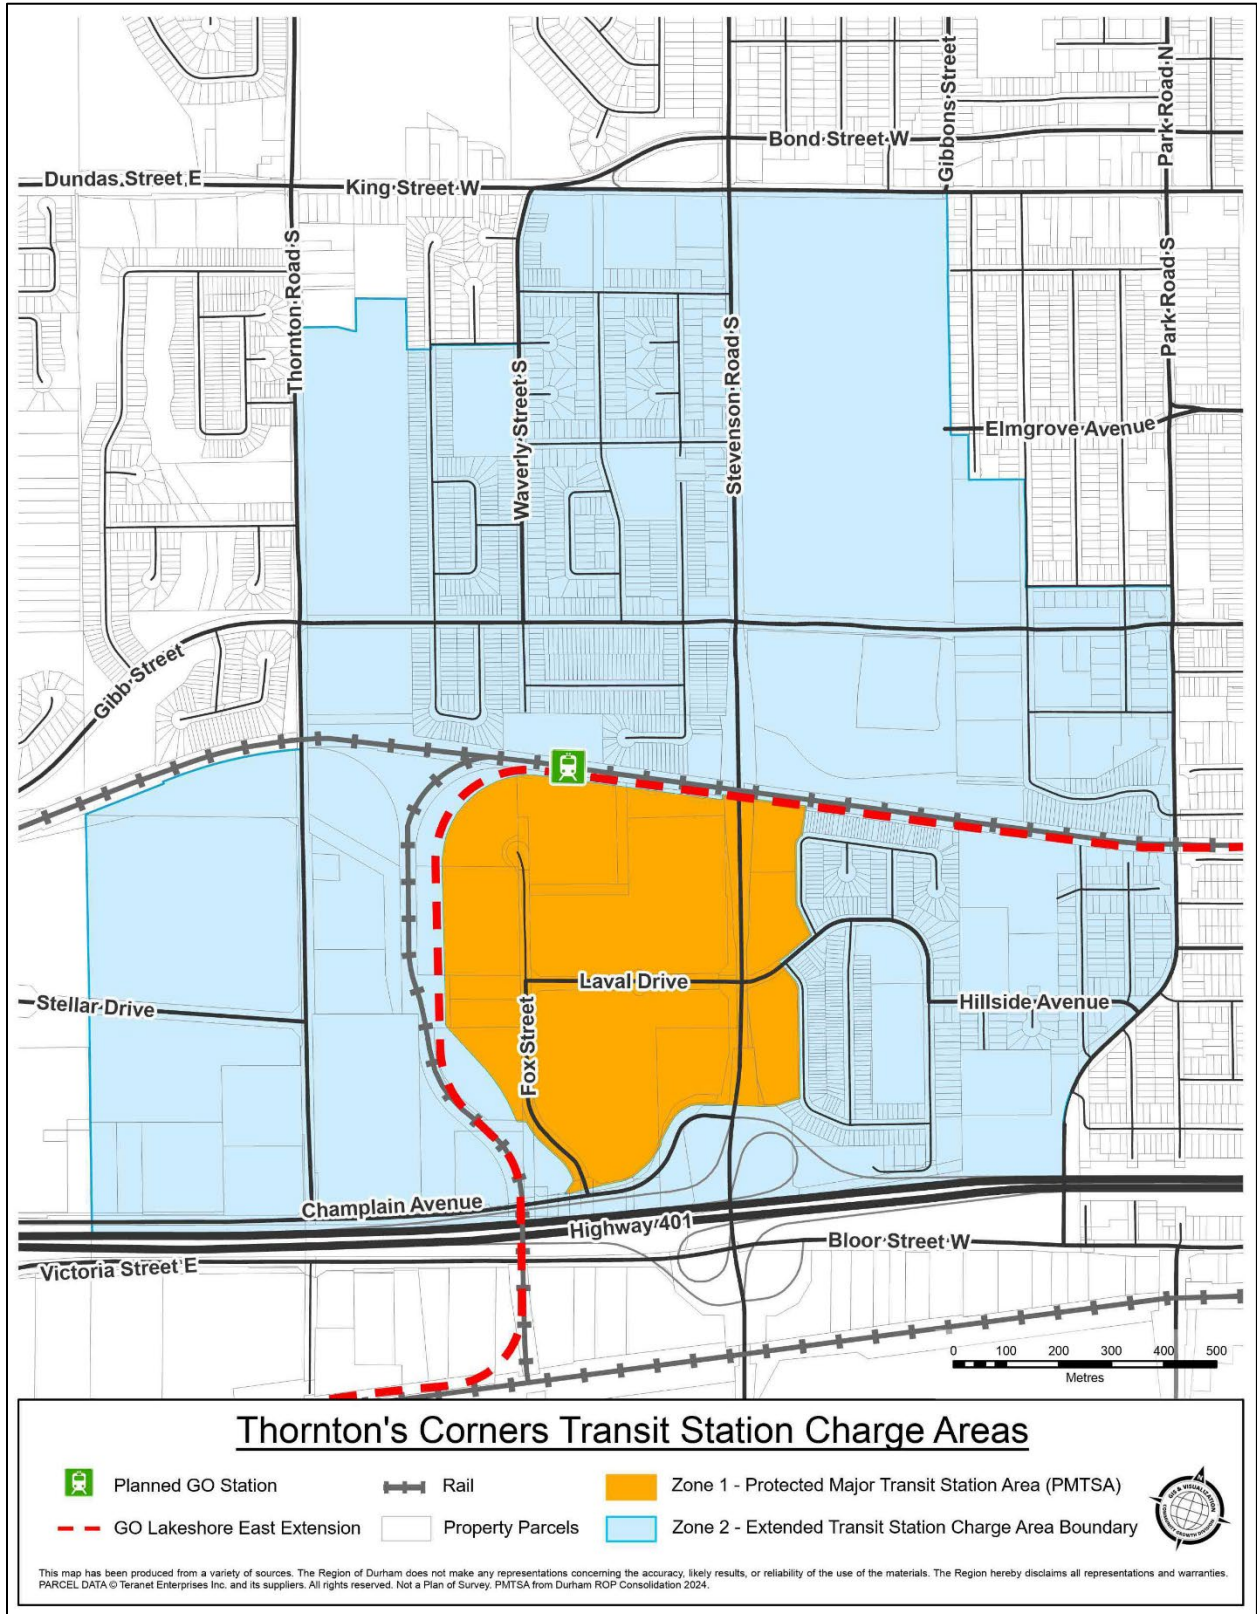 Gibbons Street
Park Road N
Bond Street W
Dundas Street E
King Street W
Thornton Road S
Park Road S
Stevenson Road S
Waverly Street S
Elmgrove Avenue
Gibb Street
Laval Drive
Stellar Drive
Hillside Avenue
Fox Street
Champlain Avenue
Highway 401
Bloor Street W
Victoria Street E
0 100 200 300 400 500
Metres
Thornton's Corners Transit Station Charge Areas
Planned GO Station
Rail
Zone 1 - Protected Major Transit Station Area (PMTSA)
GO Lakeshore East Extension
Property Parcels
Zone 2 - Extended Transit Station Charge Area Boundary
N
GIS & VISUALIZATION
COMMUNITY GROWTH DIVISION
This map has been produced from a variety of sources. The Region of Durham does not make any representations concerning the accuracy, likely results, or reliability of the use of the materials. The Region hereby disclaims all representations and warranties.
PARCEL DATA © Teranet Enterprises Inc. and its suppliers. All rights reserved. Not a Plan of Survey. PMTSA from Durham ROP Consolidation 2024.